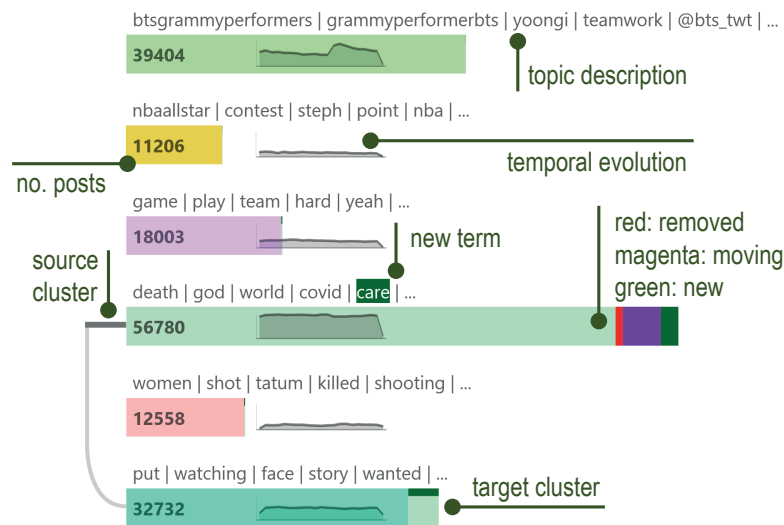 btsgrammyperformers | grammyperformerbts | yoongi | teamwork | @bts_twt | ...
39404
topic description
nbaallstar | contest | steph | point | nba | ...
11206
temporal evolution
no. posts
game | play | team | hard | yeah | ...
18003
new term
red: removed
magenta: moving
green: new
source
cluster
death | god | world | covid | care | ...
56780
women | shot | tatum | killed | shooting | ...
12558
put | watching | face | story | wanted | ...
32732
target cluster